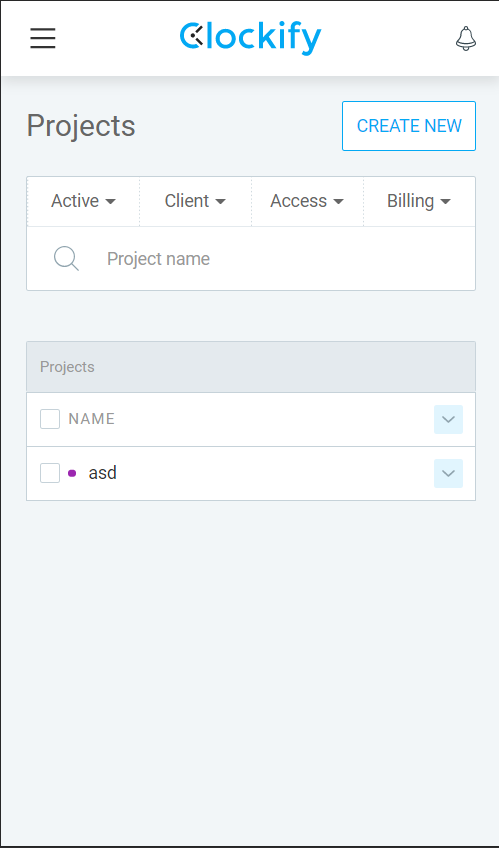 Clockify
Projects
CREATE NEW
Active Client Access Billing
Project name
Projects
NAME
asd